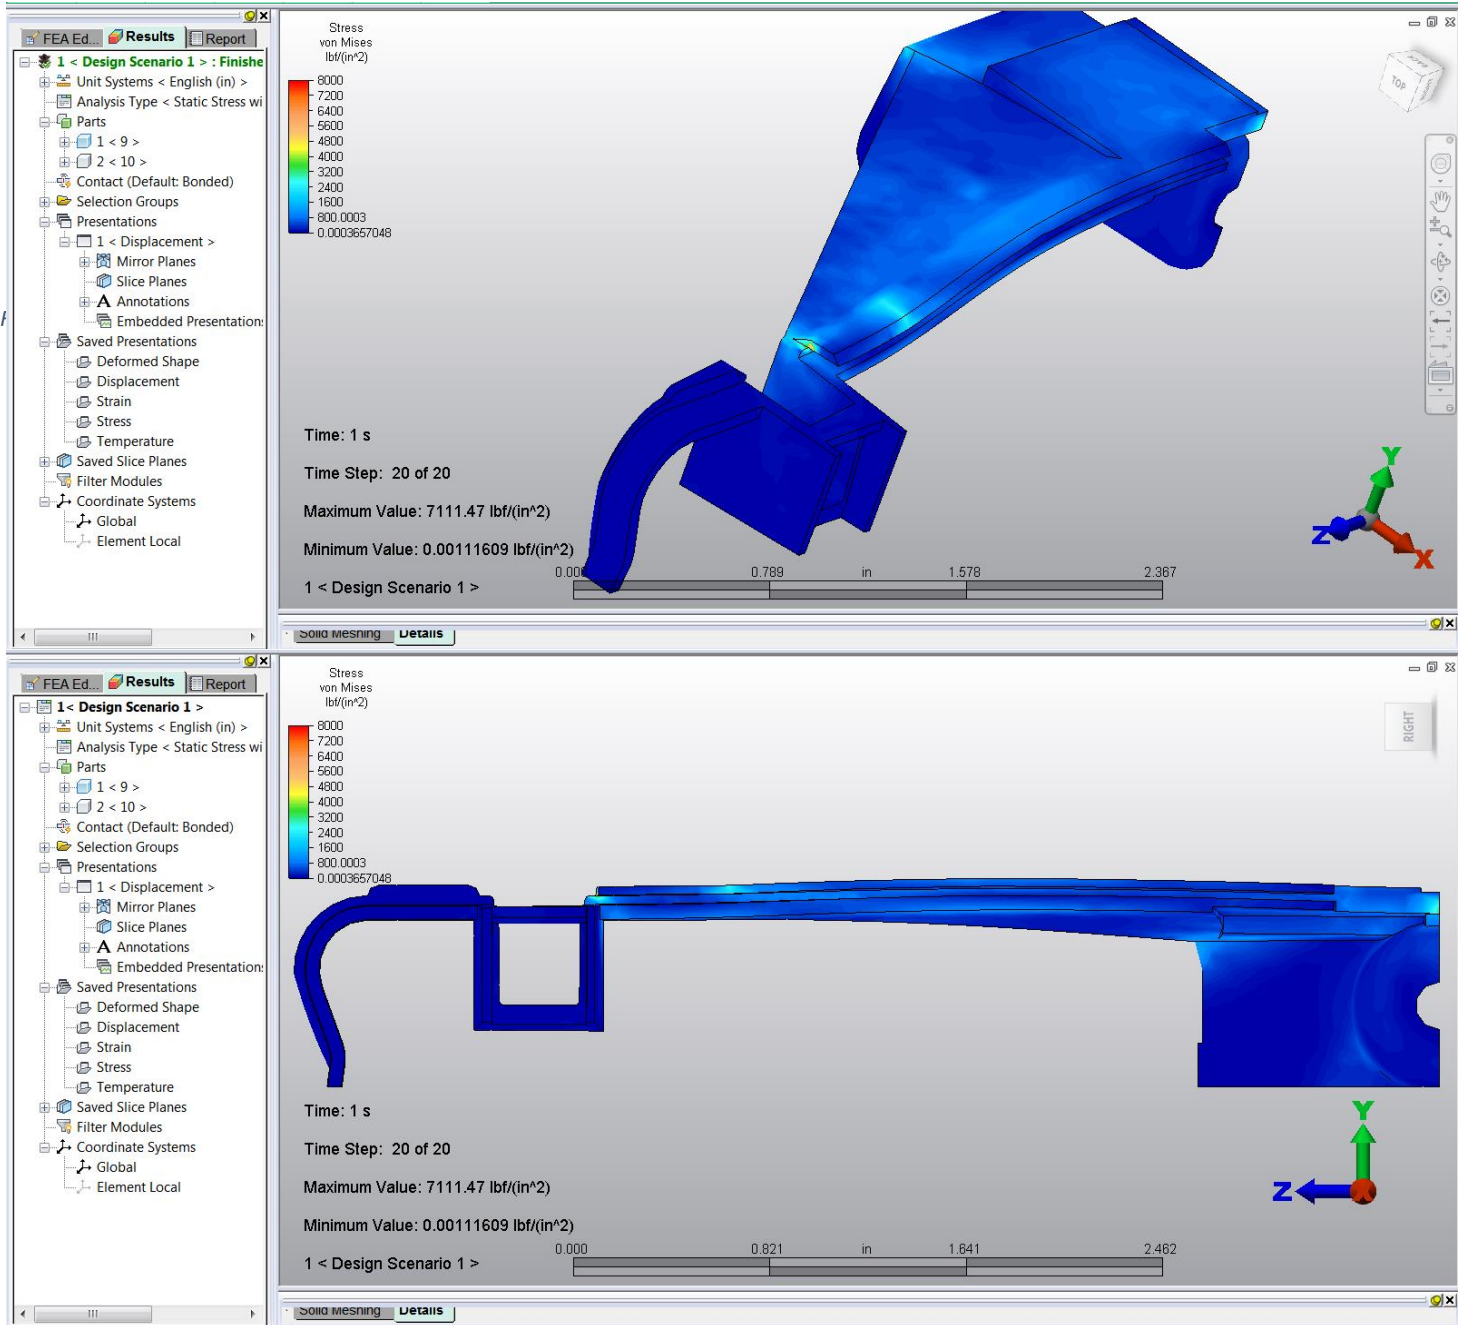 FEA Ed...
Results
Report
1 < Design Scenario 1 > : Finishe
Unit Systems < English (in) >
Analysis Type < Static Stress wi
Parts
1 < 9 >
2 < 10 >
Contact (Default: Bonded)
Selection Groups
Presentations
1 < Displacement >
Mirror Planes
Slice Planes
A Annotations
Embedded Presentation
Saved Presentations
Deformed Shape
Displacement
Strain
Stress
Temperature
Saved Slice Planes
Filter Modules
Coordinate Systems
Global
Element Local
Stress
von Mises
lbf/(in^2)
8000
7200
6400
5600
4800
4000
3200
2400
1600
800.0003
0.0003657048
TOP
Time: 1 s
Time Step: 20 of 20
Maximum Value: 7111.47 lbf/(in^2)
Minimum Value: 0.00111609 lbf/(in^2)
1 < Design Scenario 1 >
0.00
0.789
in
1.578
2.367
Y
Z
X
Solid Meshing
Details
FEA Ed...
Results
Report
1< Design Scenario 1 >
Unit Systems < English (in) >
Analysis Type < Static Stress wi
Parts
1 < 9 >
2 < 10 >
Contact (Default: Bonded)
Selection Groups
Presentations
1 < Displacement >
Mirror Planes
Slice Planes
A Annotations
Embedded Presentation
Saved Presentations
Deformed Shape
Displacement
Strain
Stress
Temperature
Saved Slice Planes
Filter Modules
Coordinate Systems
Global
Element Local
Stress
von Mises
lbf/(in^2)
8000
7200
6400
5600
4800
4000
3200
2400
1600
800.0003
0.0003657048
RIGHT
Time: 1 s
Time Step: 20 of 20
Maximum Value: 7111.47 lbf/(in^2)
Minimum Value: 0.00111609 lbf/(in^2)
1 < Design Scenario 1 >
0.000
0.821
in
1.641
2.462
Y
Z
X
Solid Meshing
Details